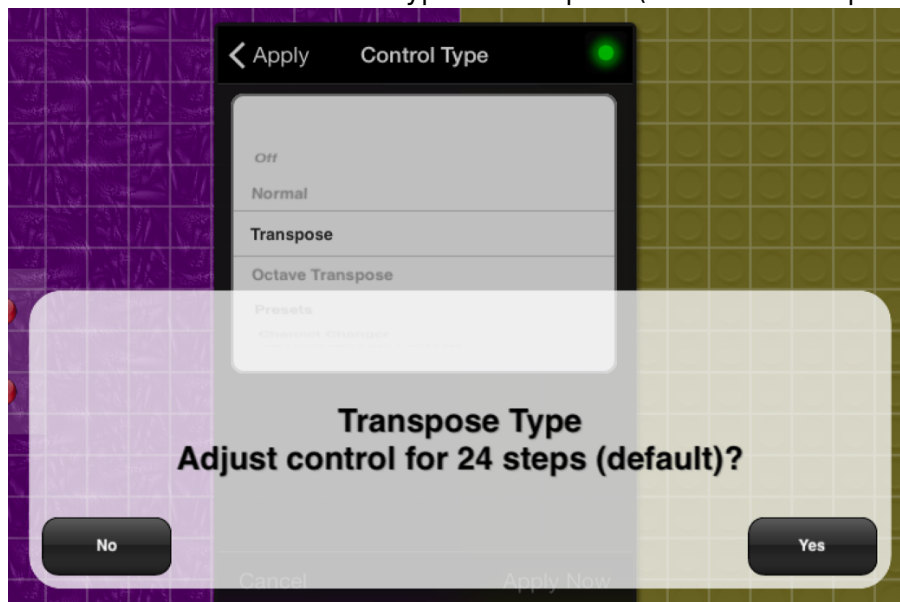 Apply Control Type
Off
Normal
Transpose
Octave Transpose
Presets
Transpose Type
Adjust control for 24 steps (default)?
No Yes
Cancel Apply Now